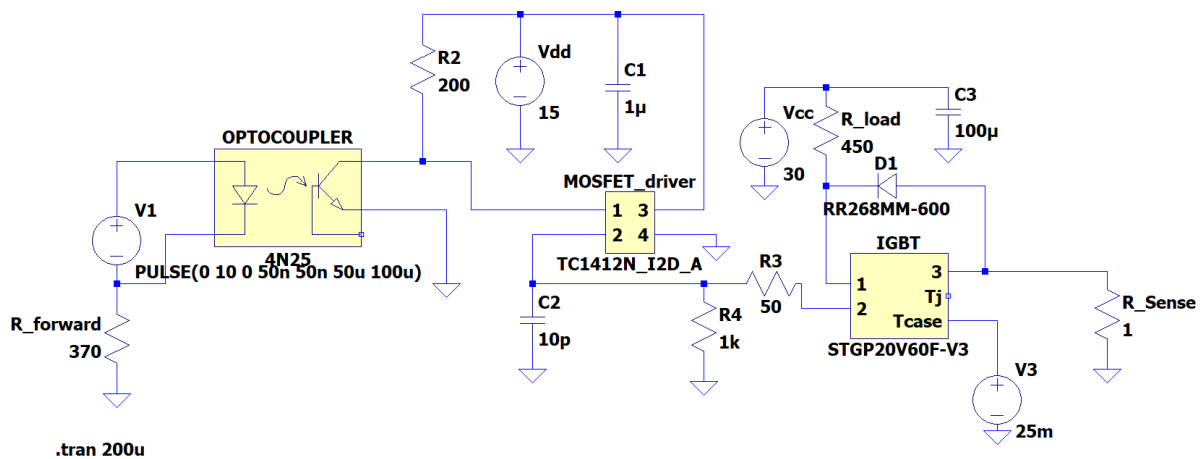 R2
200
Vdd
15
C1
1µ
OPTOCOUPLER
4N25
V1
PULSE(0 10 0 50n 50n 50u 100u)
R_forward
370
.tran 200u
MOSFET_driver
1 3
2 4
TC1412N_I2D_A
C2
10p
R4
1k
R3
50
Vcc
30
R_load
450
C3
100µ
D1
RR268MM-600
IGBT
1
2
3
Tj
Tcase
STGP20V60F-V3
R_Sense
1
V3
25m